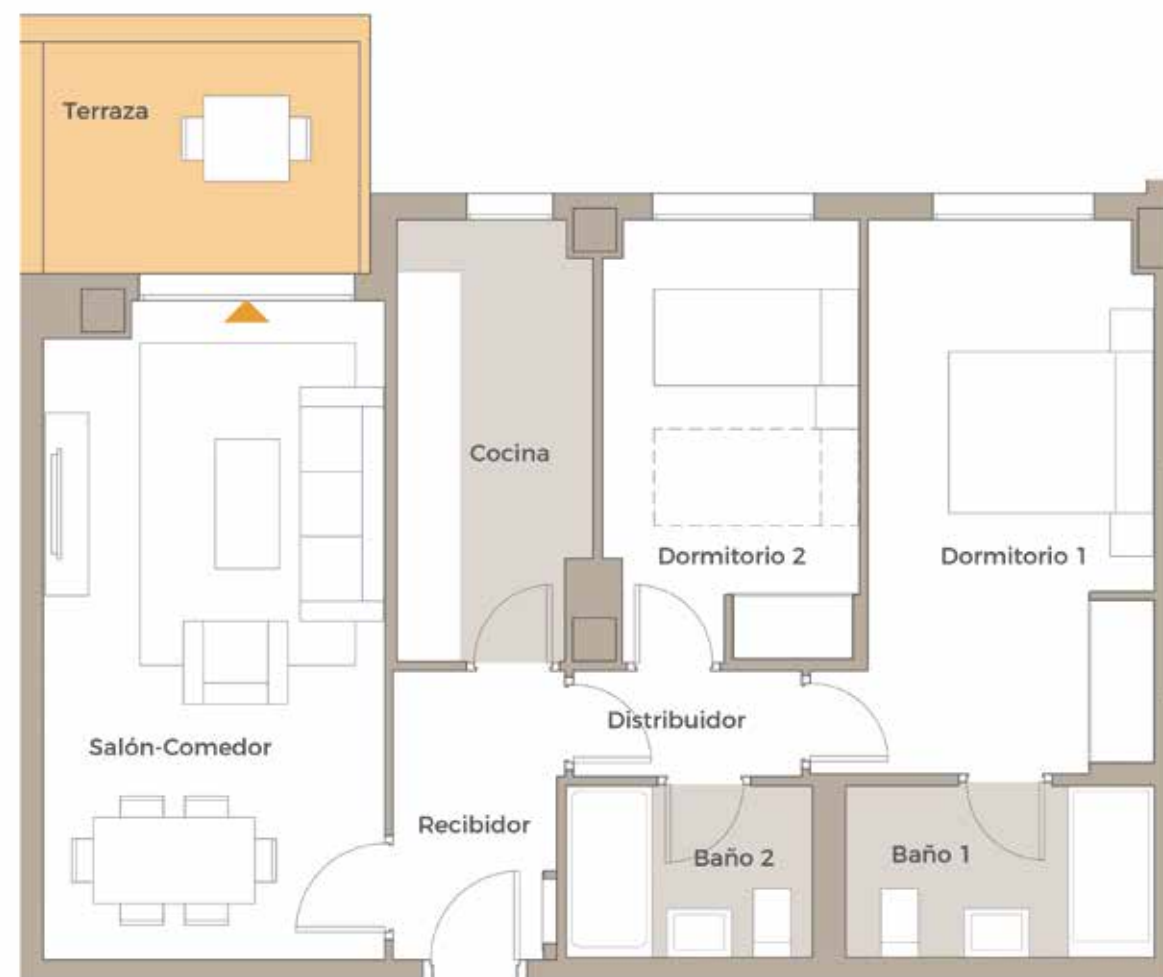 Terraza
Cocina
Dormitorio 2
Dormitorio 1
Distribuidor
Salón-Comedor
Recibidor
Baño 2
Baño 1